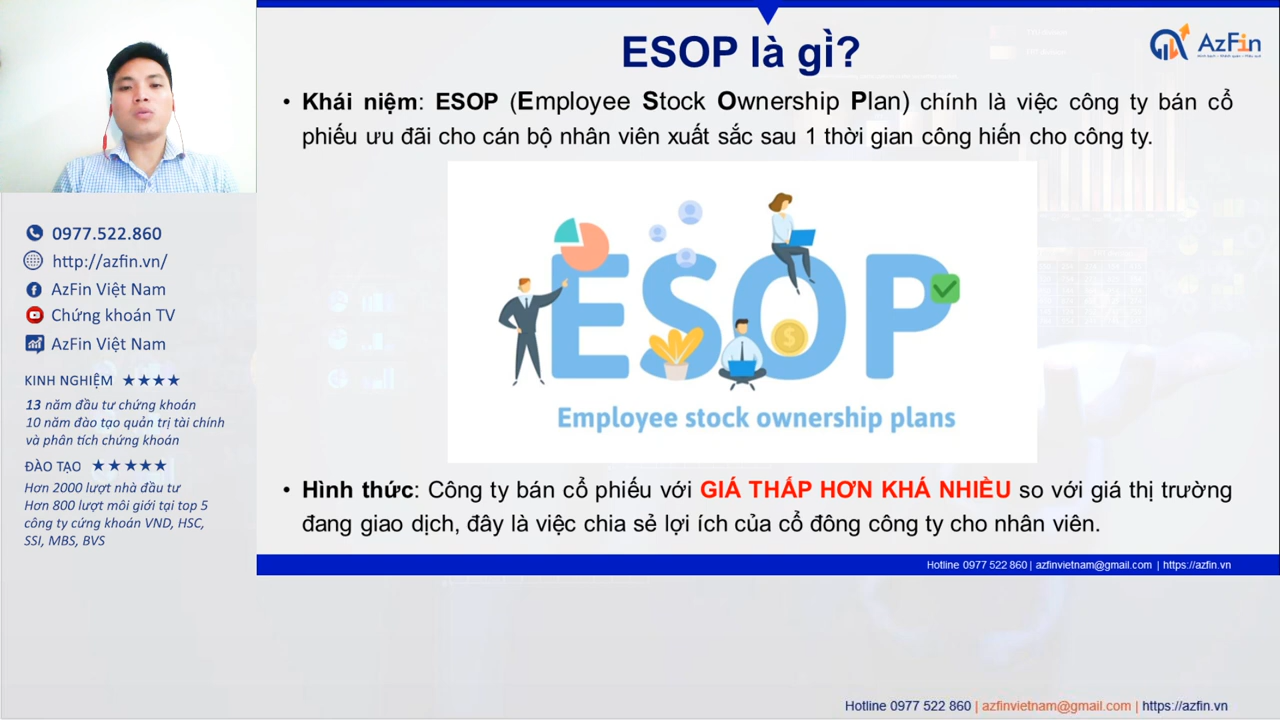 ESOP là gì?
AzFin
• Khái niệm: ESOP (Employee Stock Ownership Plan) chính là việc công ty bán cổ
phiếu ưu đãi cho cán bộ nhân viên xuất sắc sau 1 thời gian công hiến cho công ty.
ESOP
$
Employee stock ownership plans
• Hình thức: Công ty bán cổ phiếu với GIÁ THẤP HƠN KHÁ NHIỀU so với giá thị trường
đang giao dịch, đây là việc chia sẻ lợi ích của cổ đông công ty cho nhân viên.
Hotline 0977 522 860 | azfinvietnam@gmail.com | https://azfin.vn
0977.522.860
http://azfin.vn/
AzFin Việt Nam
Chứng khoán TV
AzFin Việt Nam
KINH NGHIỆM ★★★★
13 năm đầu tư chứng khoán
10 năm đào tạo quản trị tài chính
và phân tích chứng khoán
ĐÀO TẠO ★★★★★
Hơn 2000 lượt nhà đầu tư
Hơn 800 lượt môi giới tại top 5
công ty cứng khoán VND, HSC,
SSI, MBS, BVS
Hotline 0977 522 860 | azfinvietnam@gmail.com | https://azfin.vn